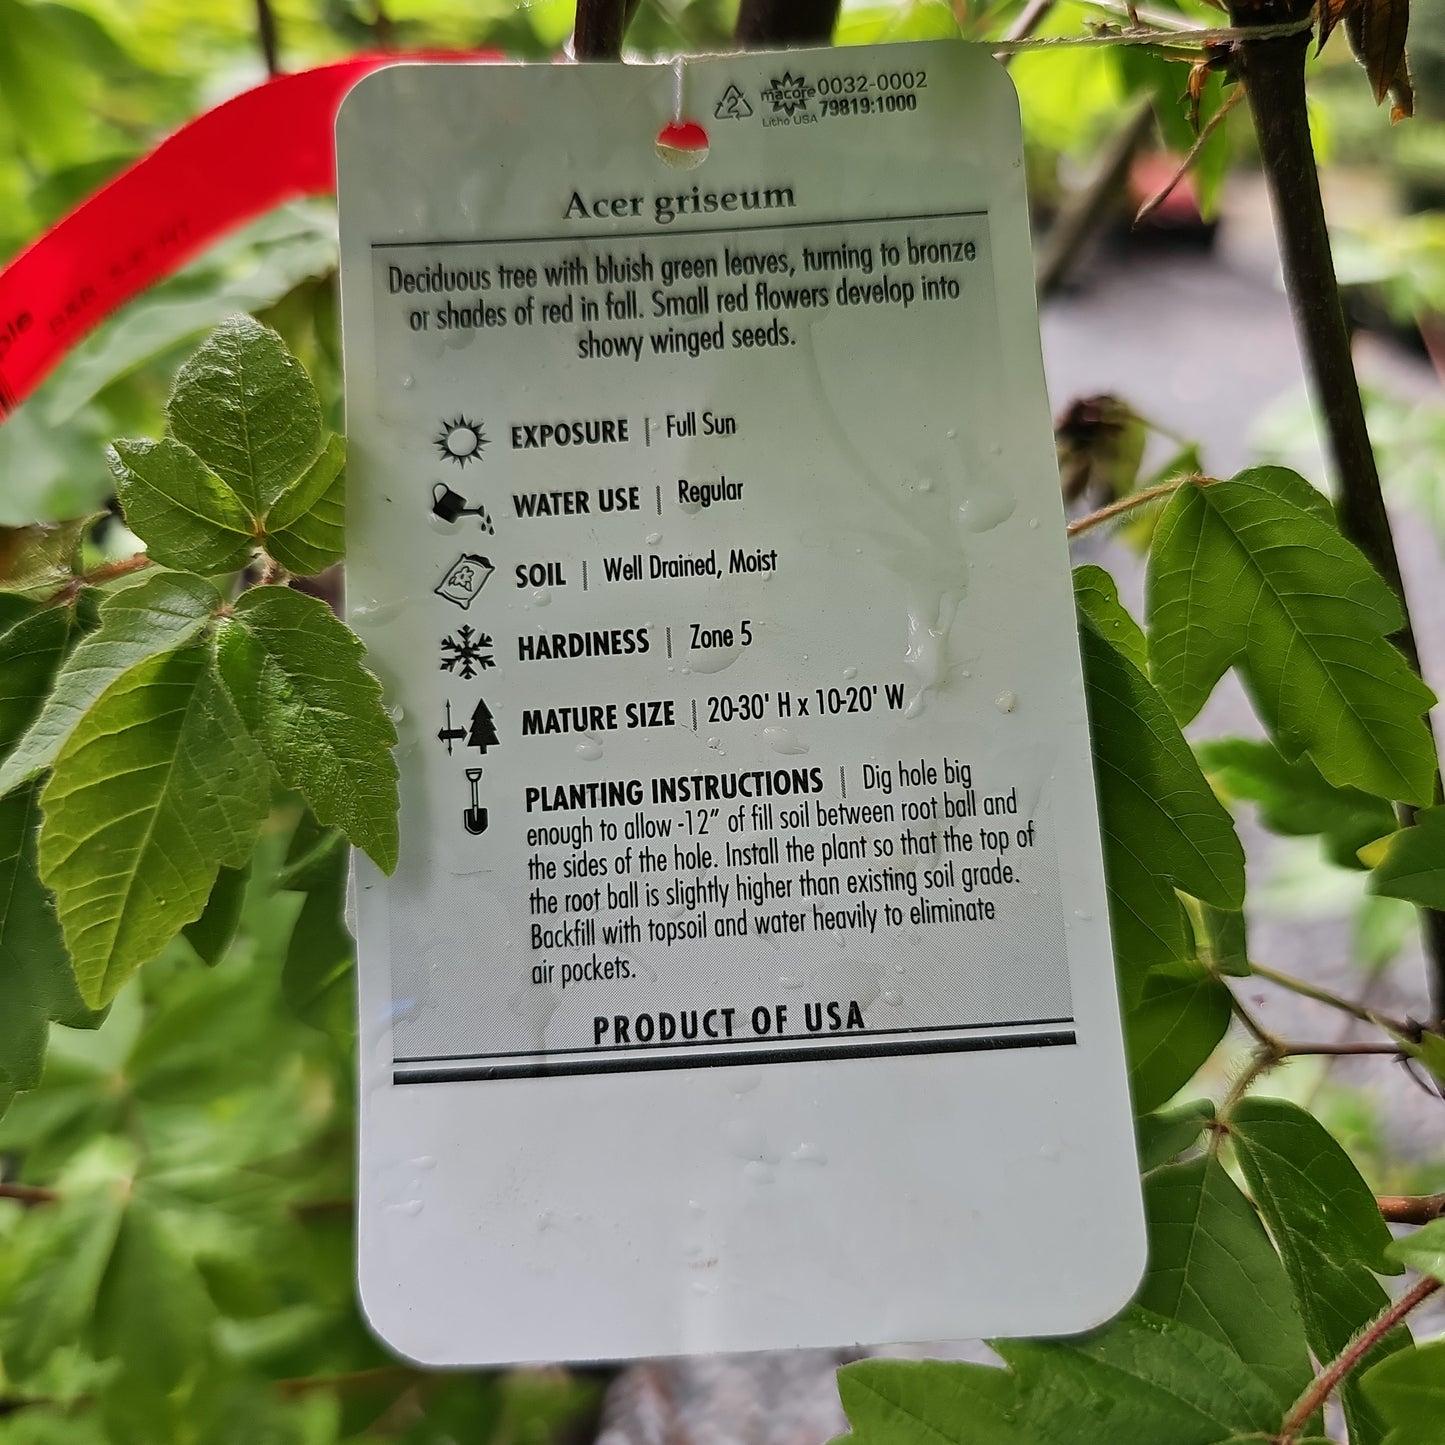 2 macore 0032-0002
Litho USA 79819:1000
Acer griseum
Deciduous tree with bluish green leaves, turning to bronze
or shades of red in fall. Small red flowers develop into
showy winged seeds.
EXPOSURE | Full Sun
WATER USE | Regular
SOIL | Well Drained, Moist
HARDINESS | Zone 5
MATURE SIZE | 20-30' H x 10-20' W
PLANTING INSTRUCTIONS | Dig hole big
enough to allow -12” of fill soil between root ball and
the sides of the hole. Install the plant so that the top of
the root ball is slightly higher than existing soil grade.
Backfill with topsoil and water heavily to eliminate
air pockets.
PRODUCT OF USA